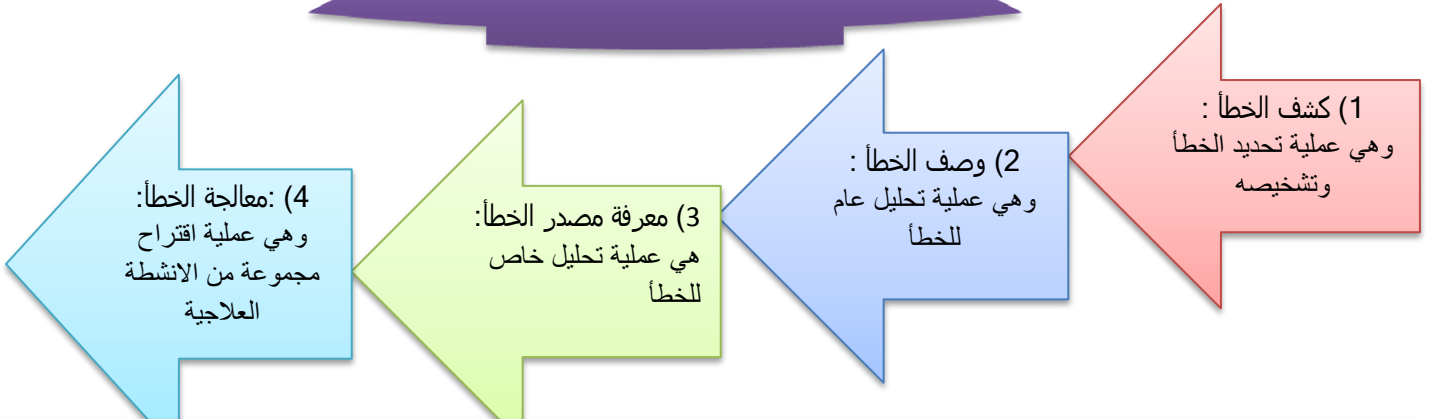 1) كشف الخطأ :
وهي عملية تحديد الخطأ
وتشخيصه
2) وصف الخطأ :
وهي عملية تحليل عام
للخطأ
3) معرفة مصدر الخطأ:
هي عملية تحليل خاص
للخطأ
4) :معالجة الخطأ:
وهي عملية اقتراح
مجموعة من الانشطة
العلاجية